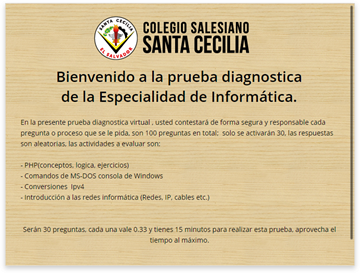 SANTA CECILIA
EL SALVADOR
COLEGIO SALESIANO
SANTA CECILIA
Bienvenido a la prueba diagnostica
de la Especialidad de Informática.
En la presente prueba diagnostica virtual , usted contestará de forma segura y responsable cada
pregunta o proceso que se le pida, son 100 preguntas en total: solo se activarán 30, las respuestas
son aleatorias, las actividades a evaluar son:
- PHP(conceptos, logica, ejercicios)
- Comandos de MS-DOS consola de Windows
- Conversiones Ipv4
- Introducción a las redes informática (Redes, IP, cables etc.)
Serán 30 preguntas, cada una vale 0.33 y tienes 15 minutos para realizar esta prueba, aprovecha el
tiempo al máximo.